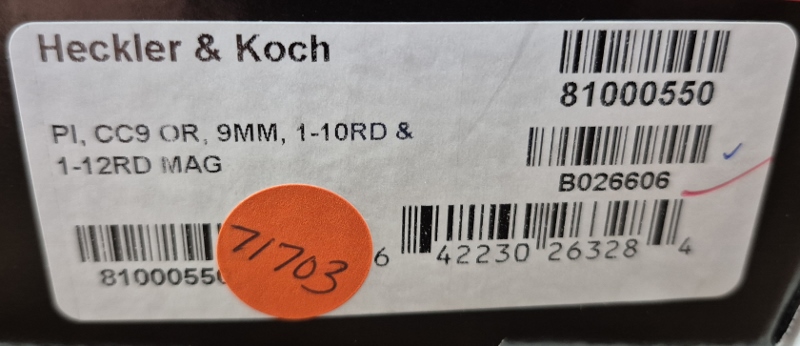 Heckler & Koch
81000550
PI, CC9 OR, 9MM, 1-10RD &
1-12RD MAG
B026606
81000550
71703
6 42230 26328 4